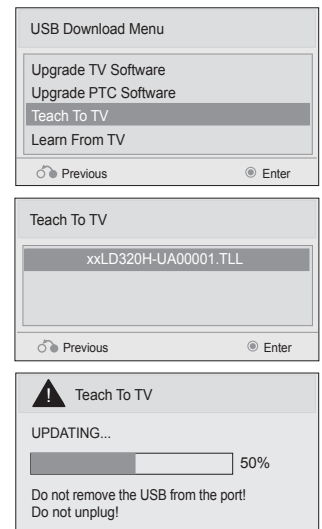 USB Download Menu
Upgrade TV Software
Upgrade PTC Software
Teach To TV
Learn From TV
Previous
Enter
Teach To TV
xxLD320H-UA00001.TLL
Previous
Enter
! Teach To TV
UPDATING...
50%
Do not remove the USB from the port!
Do not unplug!